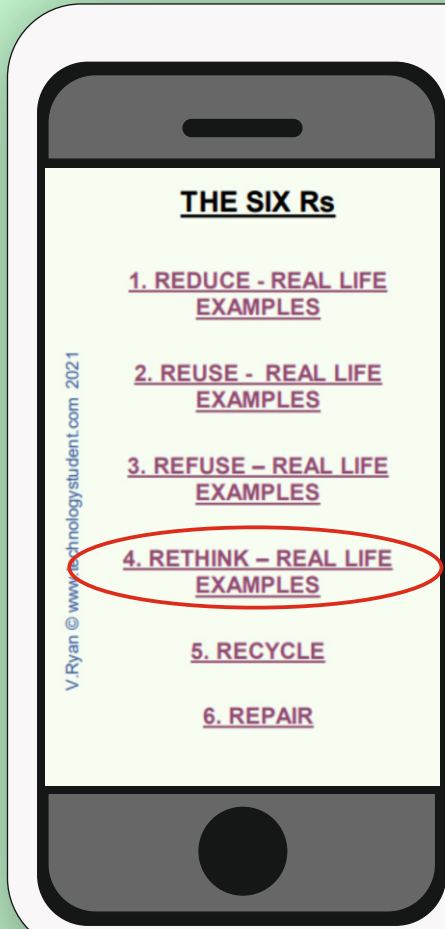 THE SIX Rs
1. REDUCE - REAL LIFE
EXAMPLES
2. REUSE - REAL LIFE
EXAMPLES
3. REFUSE – REAL LIFE
EXAMPLES
4. RETHINK – REAL LIFE
EXAMPLES
5. RECYCLE
6. REPAIR
V.Ryan © www.technologystudent.com 2021